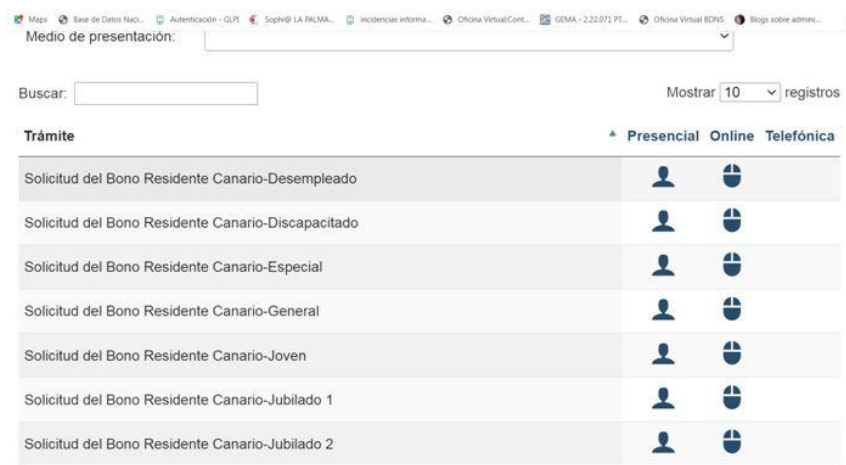 Maps Base de Datos Naci... Autenticación - GLPI Sophi@ LA PALMA... incidencias informa... Oficina Virtual:Cont... GEMA - 2.22.071 PT... Oficina Virtual BDNS Blogs sobre admini...
Medio de presentación:
Buscar: Mostrar 10 registros
Trámite Presencial Online Telefónica
Solicitud del Bono Residente Canario-Desempleado
Solicitud del Bono Residente Canario-Discapacitado
Solicitud del Bono Residente Canario-Especial
Solicitud del Bono Residente Canario-General
Solicitud del Bono Residente Canario-Joven
Solicitud del Bono Residente Canario-Jubilado 1
Solicitud del Bono Residente Canario-Jubilado 2